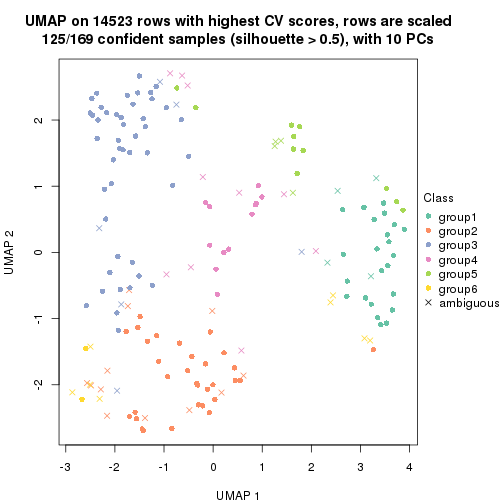 UMAP on 14523 rows with highest CV scores, rows are scaled
125/169 confident samples (silhouette > 0.5), with 10 PCs
UMAP 2
2
1
0
-1
-2
-3
-2
-1
0
1
2
3
4
UMAP 1
Class
group1
group2
group3
group4
group5
group6
ambiguous